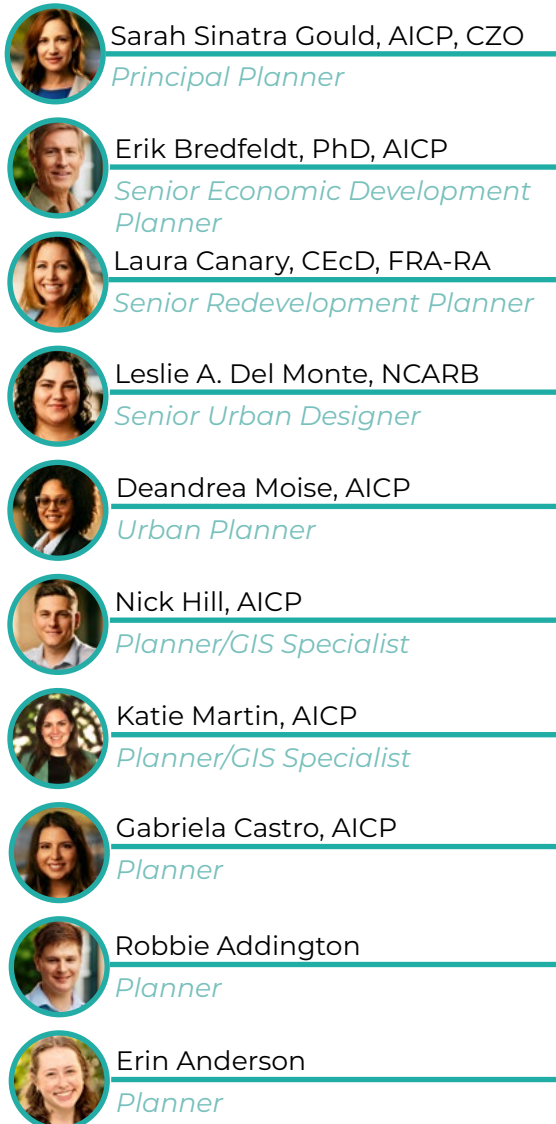 Sarah Sinatra Gould, AICP, CZO
Principal Planner
Erik Bredfeldt, PhD, AICP
Senior Economic Development
Planner
Laura Canary, CEcD, FRA-RA
Senior Redevelopment Planner
Leslie A. Del Monte, NCARB
Senior Urban Designer
Deandrea Moise, AICP
Urban Planner
Nick Hill, AICP
Planner/GIS Specialist
Katie Martin, AICP
Planner/GIS Specialist
Gabriela Castro, AICP
Planner
Robbie Addington
Planner
Erin Anderson
Planner